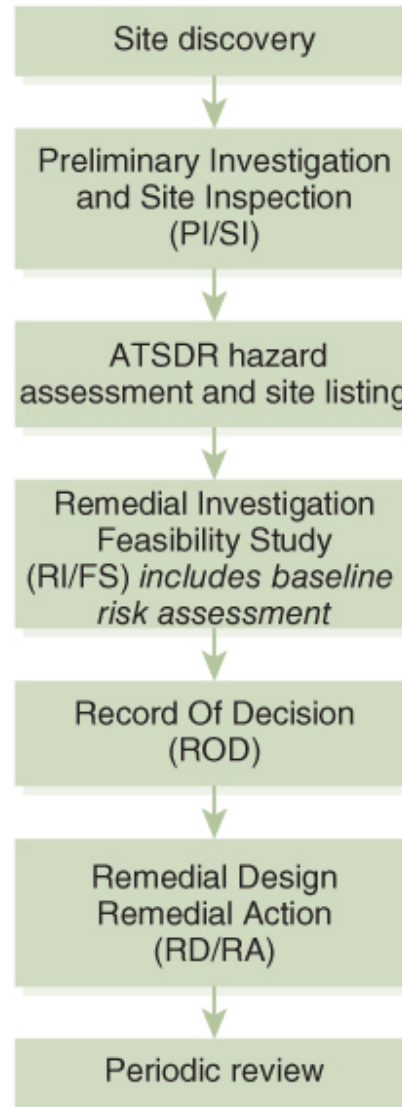 Site discovery
Preliminary Investigation
and Site Inspection
(PI/SI)
ATSDR hazard
assessment and site listing
Remedial Investigation
Feasibility Study
(RI/FS) includes baseline
risk assessment
Record Of Decision
(ROD)
Remedial Design
Remedial Action
(RD/RA)
Periodic review